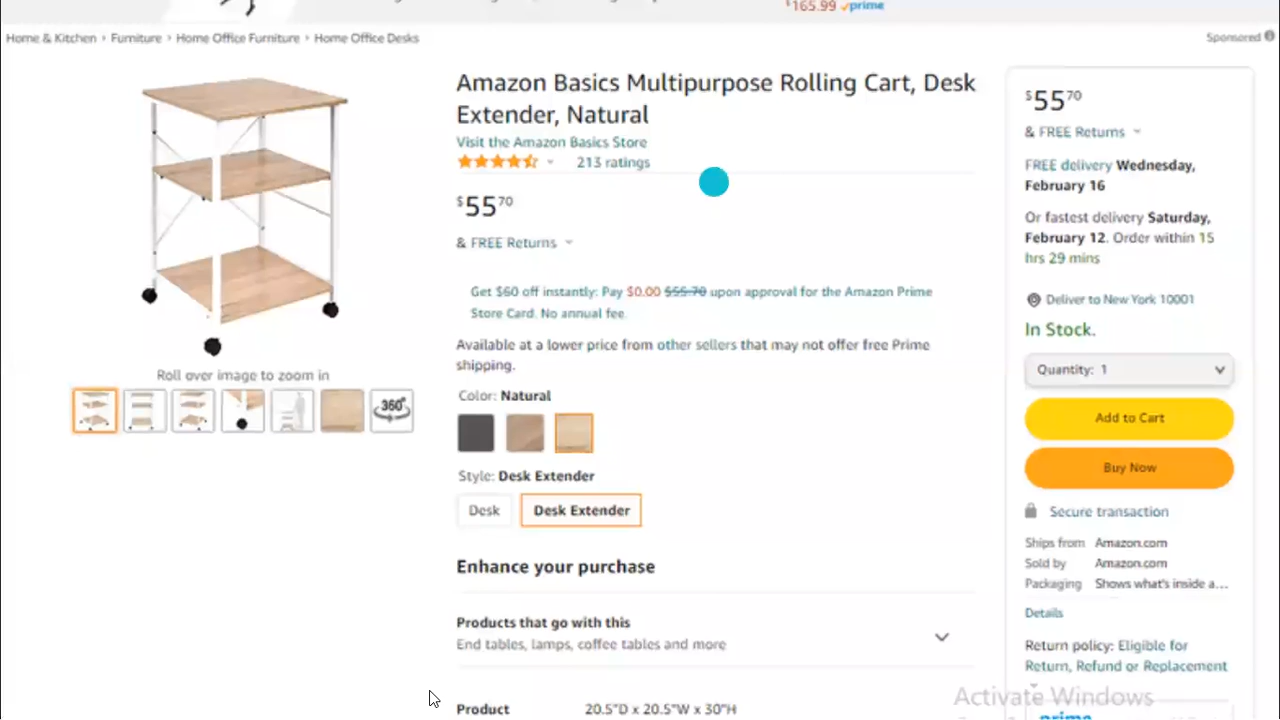 $165.99 prime
Home & Kitchen › Furniture › Home Office Furniture › Home Office Desks
Sponsored
Amazon Basics Multipurpose Rolling Cart, Desk
Extender, Natural
Visit the Amazon Basics Store
213 ratings
$55 70
& FREE Returns
Get $60 off instantly: Pay $0.00 $55.70 upon approval for the Amazon Prime
Store Card. No annual fee.
Available at a lower price from other sellers that may not offer free Prime
shipping.
Roll over image to zoom in
360°
Color: Natural
Style: Desk Extender
Desk
Desk Extender
Enhance your purchase
Products that go with this
End tables, lamps, coffee tables and more
Product 20.5"D x 20.5"W x 30"H
$55 70
& FREE Returns
FREE delivery Wednesday,
February 16
Or fastest delivery Saturday,
February 12. Order within 15
hrs 29 mins
Deliver to New York 10001
In Stock.
Quantity: 1
Add to Cart
Buy Now
Secure transaction
Ships from Amazon.com
Sold by Amazon.com
Packaging Shows what's inside a...
Details
Return policy: Eligible for
Return, Refund or Replacement
Activate Windows
prime